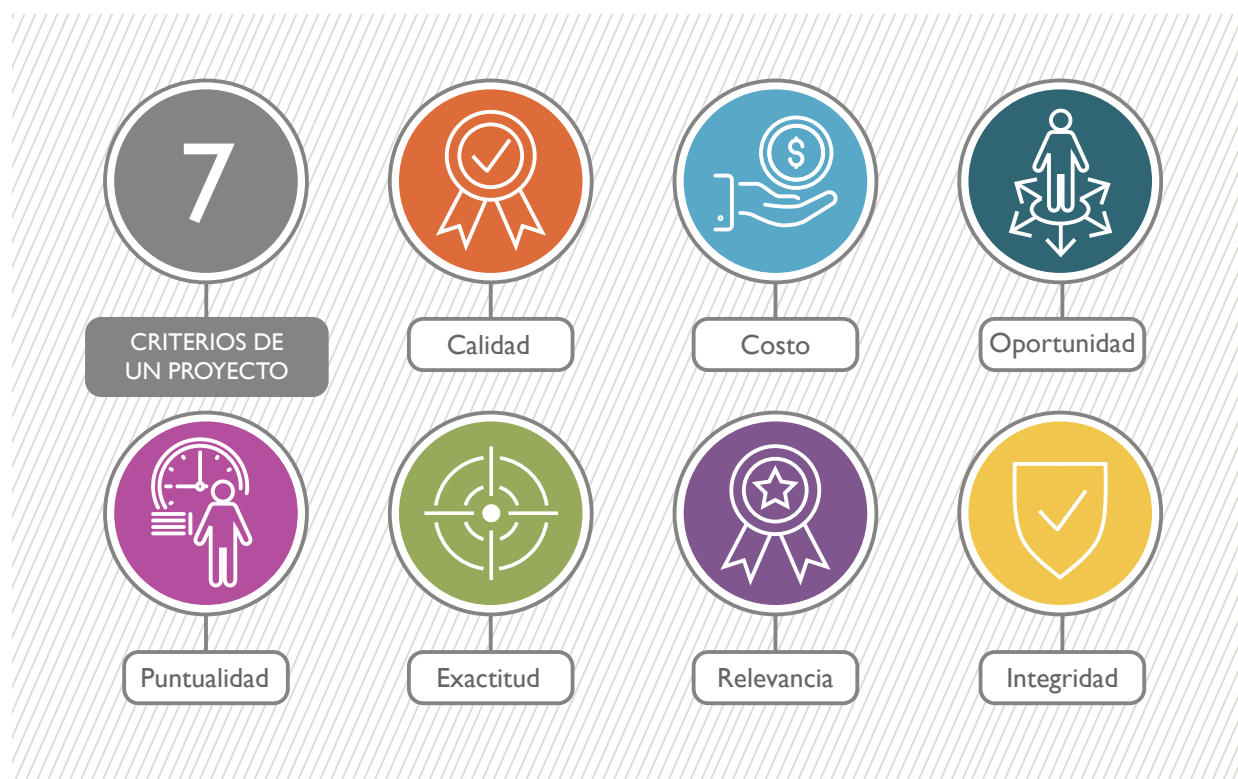 7
CRITERIOS DE
UN PROYECTO
Calidad
$
Costo
Oportunidad
Puntualidad
Exactitud
Relevancia
Integridad